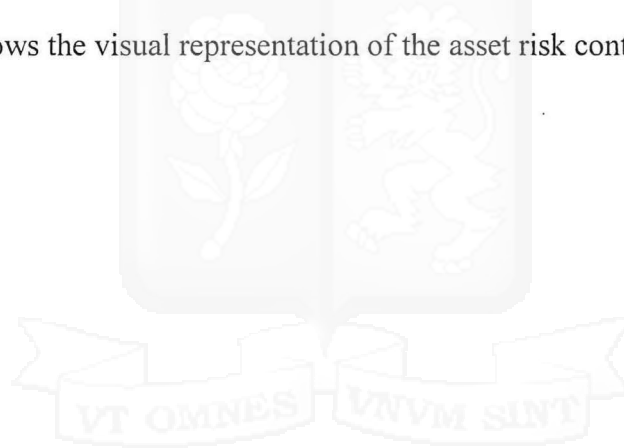 ows the visual representation of the asset risk cont
VT OMNES VNVM SINT